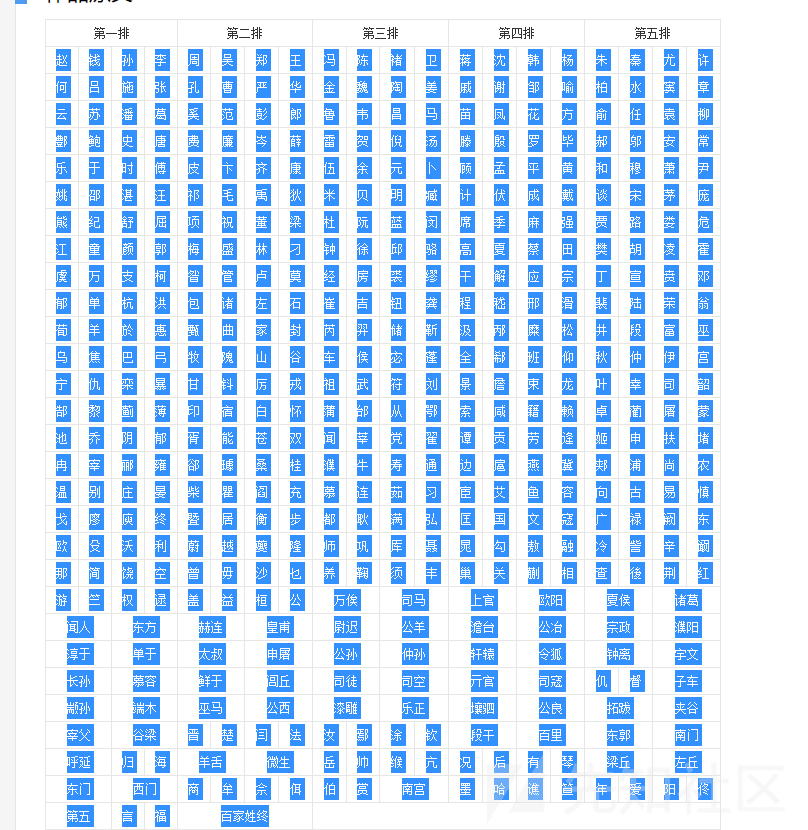 第一排 第二排 第三排 第四排 第五排
赵 钱 孙 李 周 吴 郑 王 冯 陈 褚 卫 蒋 沈 韩 杨 朱 秦 尤 许
何 吕 施 张 孔 曹 严 华 金 魏 陶 姜 戚 谢 邹 喻 柏 水 窦 章
云 苏 潘 葛 奚 范 彭 郎 鲁 韦 昌 马 苗 凤 花 方 俞 任 袁 柳
酆 鲍 史 唐 费 廉 岑 薛 雷 贺 倪 汤 滕 殷 罗 毕 郝 邬 安 常
乐 于 时 傅 皮 卞 齐 康 伍 余 元 卜 顾 孟 平 黄 和 穆 萧 尹
姚 邵 湛 汪 祁 毛 禹 狄 米 贝 明 臧 计 伏 成 戴 谈 宋 茅 庞
熊 纪 舒 屈 项 祝 董 梁 杜 阮 蓝 闵 席 季 麻 强 贾 路 娄 危
江 童 颜 郭 梅 盛 林 刁 钟 徐 邱 骆 高 夏 蔡 田 樊 胡 凌 霍
虞 万 支 柯 昝 管 卢 莫 经 房 裘 缪 干 解 应 宗 丁 宣 贲 邓
郁 单 杭 洪 包 诸 左 石 崔 吉 钮 龚 程 嵇 邢 滑 裴 陆 荣 翁
荀 羊 於 惠 甄 曲 家 封 芮 羿 储 靳 汲 邴 糜 松 井 段 富 巫
乌 焦 巴 弓 牧 隗 山 谷 车 侯 宓 蓬 全 郗 班 仰 秋 仲 伊 宫
宁 仇 栾 暴 甘 钭 厉 戎 祖 武 符 刘 景 詹 束 龙 叶 幸 司 韶
郜 黎 蓟 薄 印 宿 白 怀 蒲 邰 从 鄂 索 咸 籍 赖 卓 蔺 屠 蒙
池 乔 阴 郁 胥 能 苍 双 闻 莘 党 翟 谭 贡 劳 逄 姬 申 扶 堵
冉 宰 郦 雍 郤 璩 桑 桂 濮 牛 寿 通 边 扈 燕 冀 郏 浦 尚 农
温 别 庄 晏 柴 瞿 阎 充 慕 连 茹 习 宦 艾 鱼 容 向 古 易 慎
戈 廖 庾 终 暨 居 衡 步 都 耿 满 弘 匡 国 文 寇 广 禄 阙 东
欧 殳 沃 利 蔚 越 夔 隆 师 巩 厍 聂 晁 勾 敖 融 冷 訾 辛 阚
那 简 饶 空 曾 毋 沙 乜 养 鞠 须 丰 巢 关 蒯 相 查 後 荆 红
游 竺 权 逯 盖 益 桓 公 万俟 司马 上官 欧阳 夏侯 诸葛
闻人 东方 赫连 皇甫 尉迟 公羊 澹台 公冶 宗政 濮阳
淳于 单于 太叔 申屠 公孙 仲孙 轩辕 令狐 钟离 宇文
长孙 慕容 鲜于 闾丘 司徒 司空 亓官 司寇 仉 督 子车
颛孙 端木 巫马 公西 漆雕 乐正 壤驷 公良 拓跋 夹谷
宰父 谷梁 晋 楚 闫 法 汝 鄢 涂 钦 段干 百里 东郭 南门
呼延 归 海 羊舌 微生 岳 帅 缑 亢 况 后 有 琴 梁丘 左丘
东门 西门 商 牟 佘 佴 伯 赏 南宫 墨 哈 谯 笪 年 爱 阳 佟
第五 言 福 百家姓终
先知社区